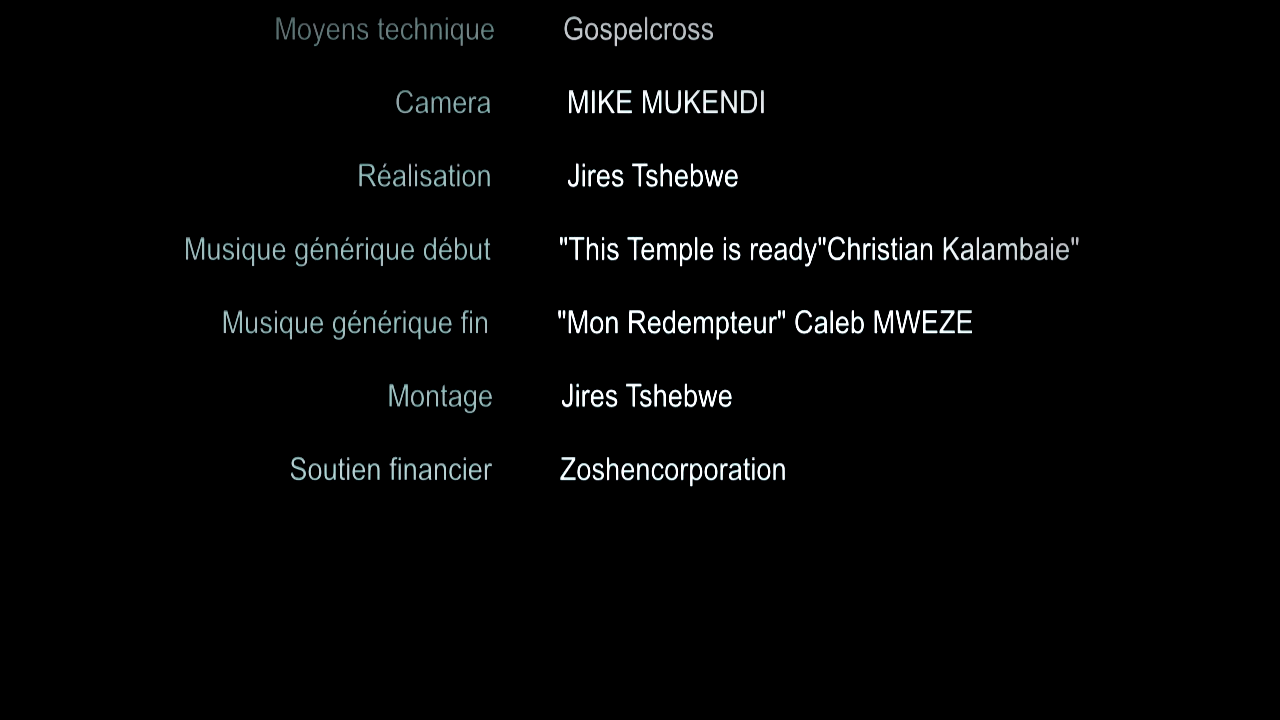 Moyens technique Gospelcross
Camera MIKE MUKENDI
Réalisation Jires Tshebwe
Musique générique début "This Temple is ready"Christian Kalambaie"
Musique générique fin "Mon Redempteur" Caleb MWEZE
Montage Jires Tshebwe
Soutien financier Zoshencorporation